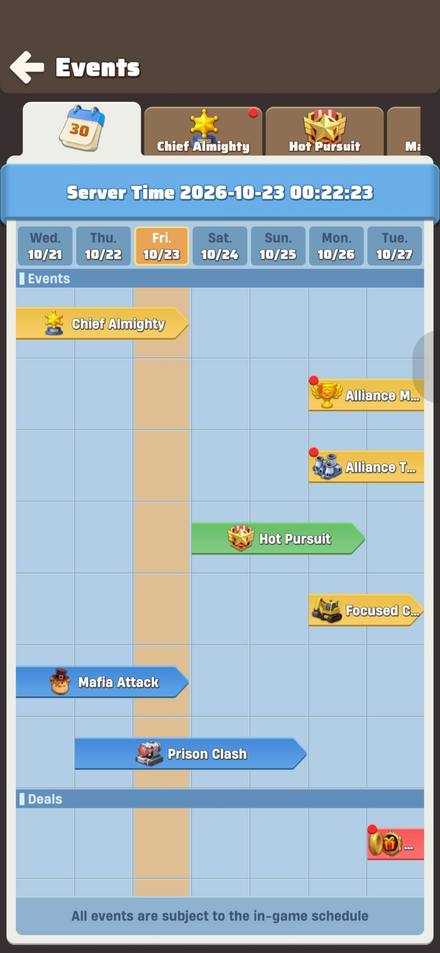 Events
30
Chief Almighty
Hot Pursuit
Ma
Server Time 2026-10-23 00:22:23
Wed. Thu. Fri. Sat. Sun. Mon. Tue.
10/21 10/22 10/23 10/24 10/25 10/26 10/27
Events
Chief Almighty
Alliance M...
Alliance T...
Hot Pursuit
Focused C...
Mafia Attack
Prison Clash
Deals
...
All events are subject to the in-game schedule